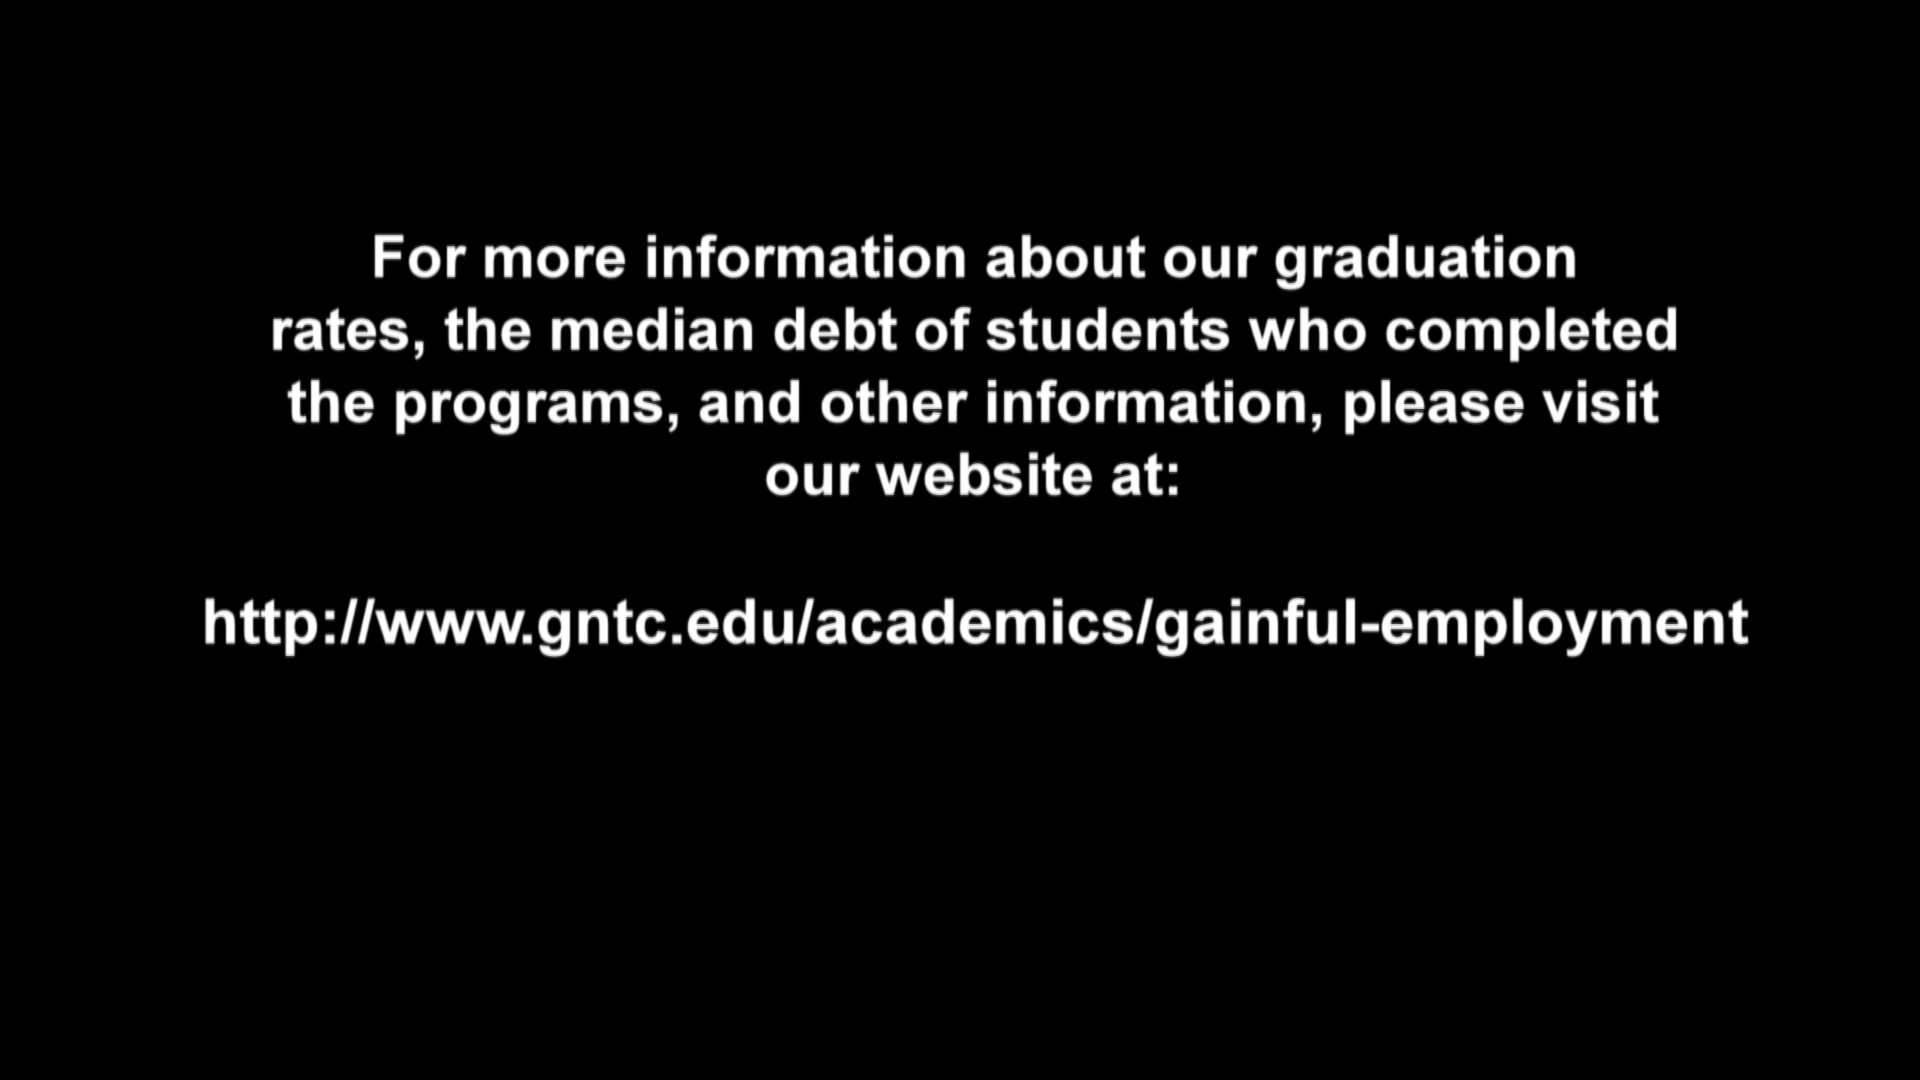 For more information about our graduation
rates, the median debt of students who completed
the programs, and other information, please visit
our website at:
http://www.gntc.edu/academics/gainful-employment